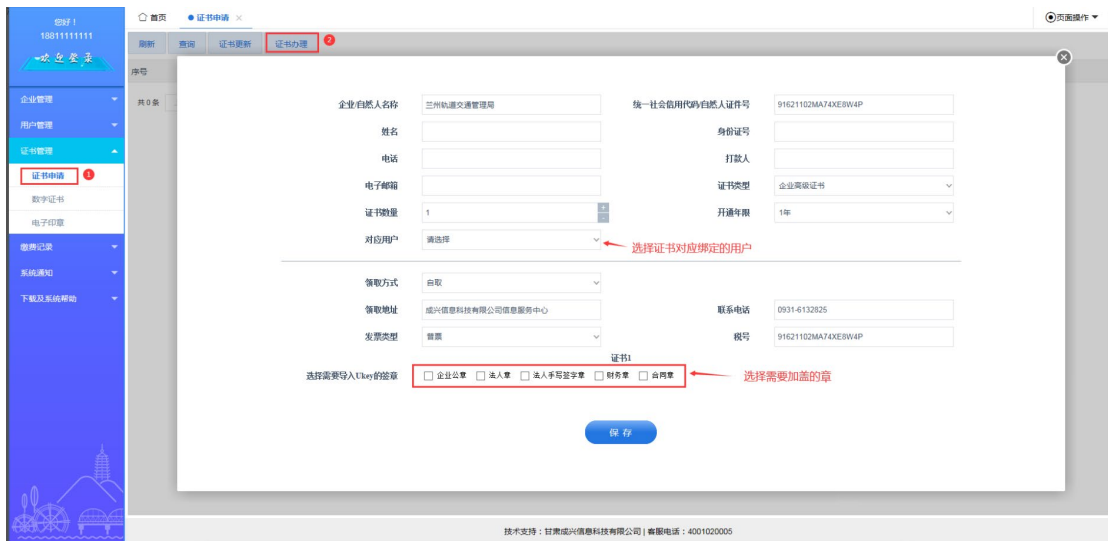 您好！
18811111111
欢迎登录
首页
证书申请 ×
页面操作
刷新 查询 证书更新 证书办理 2
序号
共 0 条
企业管理
用户管理
证书管理
证书申请 1
数字证书
电子印章
缴费记录
系统通知
下载及系统帮助
企业/自然人名称 三州轨道交通管理局 统一社会信用代码/自然人证件号 91621102MA74XE8W4P
姓名 身份证号
电话 打款人
电子邮箱 证书类型 企业高级证书
证书数量 1 + - 开通年限 1年
对应用户 请选择 选择证书对应绑定的用户
领取方式 自取
领取地址 成兴信息科技有限公司信息服务中心 联系电话 0931-6132825
发票类型 普票 税号 91621102MA74XE8W4P
证书1
选择需要导入Ukey的签章 企业公章 法人章 法人手写签字章 财务章 合同章 选择需要加盖的章
保 存
技术支持：甘肃成兴信息科技有限公司 | 客服电话：4001020005